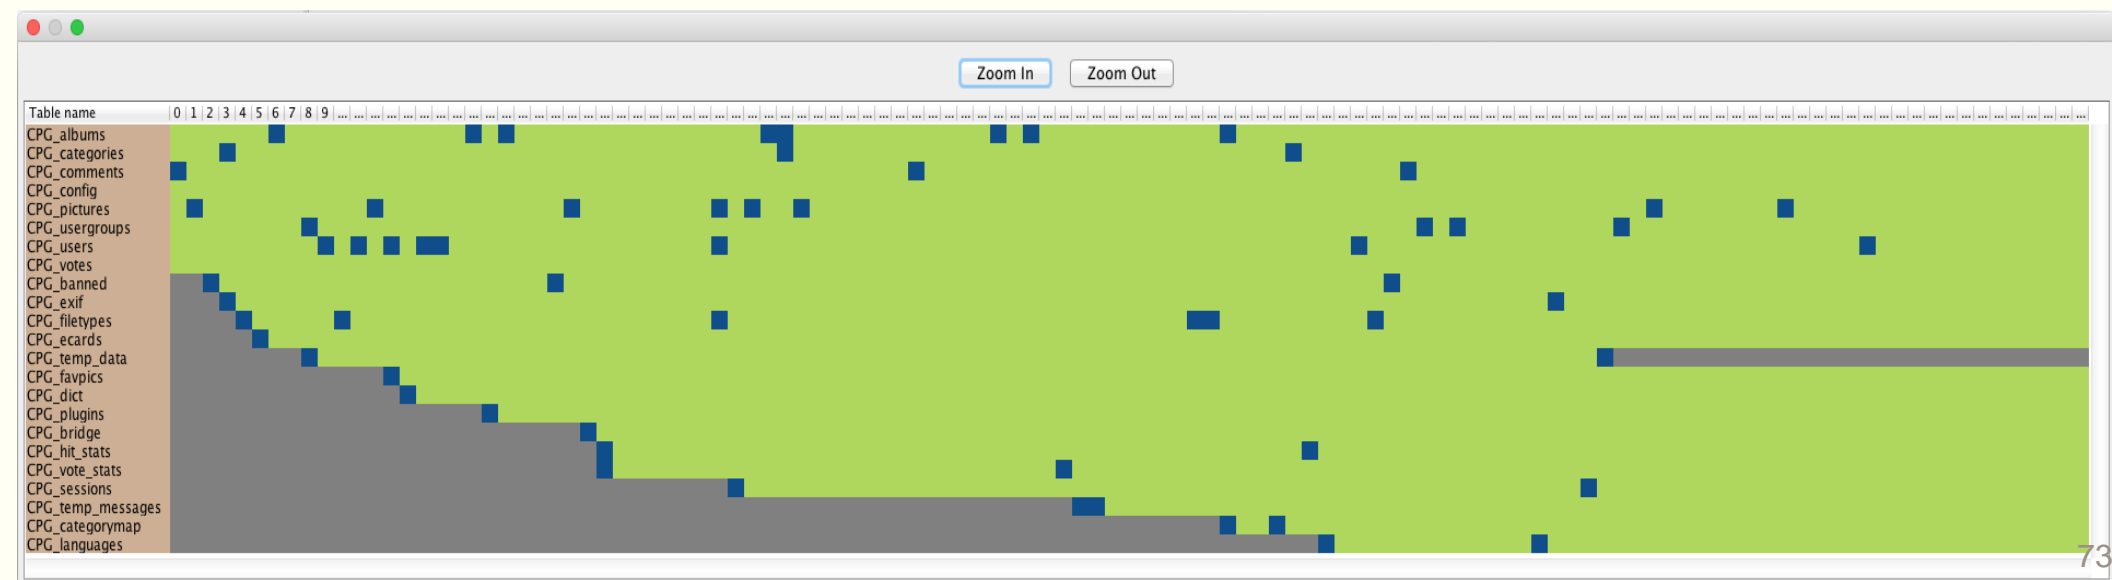 Zoom In Zoom Out
Table name 0 1 2 3 4 5 6 7 8 9 ... ... ... ... ... ... ... ... ... ... ... ... ... ... ... ... ... ... ... ... ... ... ... ... ... ... ... ... ... ... ... ... ... ... ... ... ... ... ... ... ... ... ... ... ... ... ... ... ... ... ... ... ... ... ... ... ... ... ... ... ... ... ... ... ... ... ... ... ... ... ... ... ... ... ... ... ... ... ... ... ... ... ... ... ... ... ... ... ... ... ... ... ... ... ... ... ... ... ... ... ... ... ... ... ... ... ...
CPG_albums
CPG_categories
CPG_comments
CPG_config
CPG_pictures
CPG_usergroups
CPG_users
CPG_votes
CPG_banned
CPG_exif
CPG_filetypes
CPG_ecards
CPG_temp_data
CPG_favpics
CPG_dict
CPG_plugins
CPG_bridge
CPG_hit_stats
CPG_vote_stats
CPG_sessions
CPG_temp_messages
CPG_categorymap
CPG_languages
73